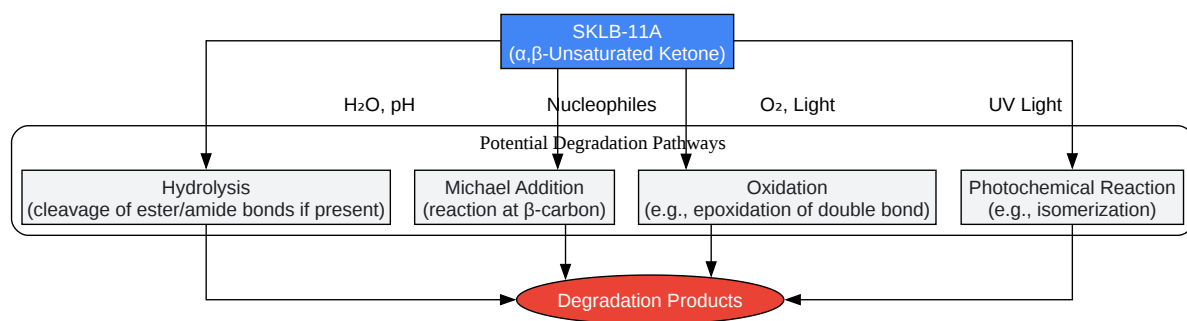 SKLB-11A
(α,β-Unsaturated Ketone)
H₂O, pH
Nucleophiles
O₂, Light
UV Light
Potential Degradation Pathways
Hydrolysis
(cleavage of ester/amide bonds if present)
Michael Addition
(reaction at β-carbon)
Oxidation
(e.g., epoxidation of double bond)
Photochemical Reaction
(e.g., isomerization)
Degradation Products